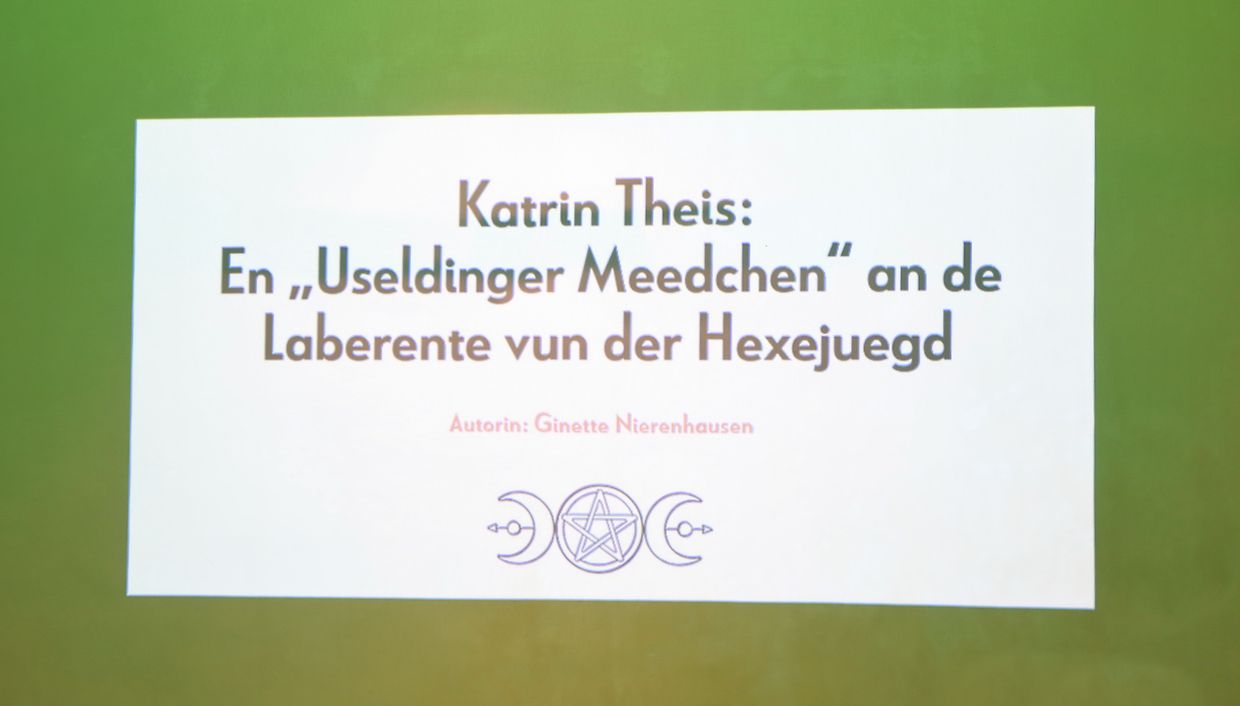 Katrin Theis:
En „Useldinger Meedchen“ an de
Laberente vun der Hexejuegd
Autorin: Ginette Nierenhausen